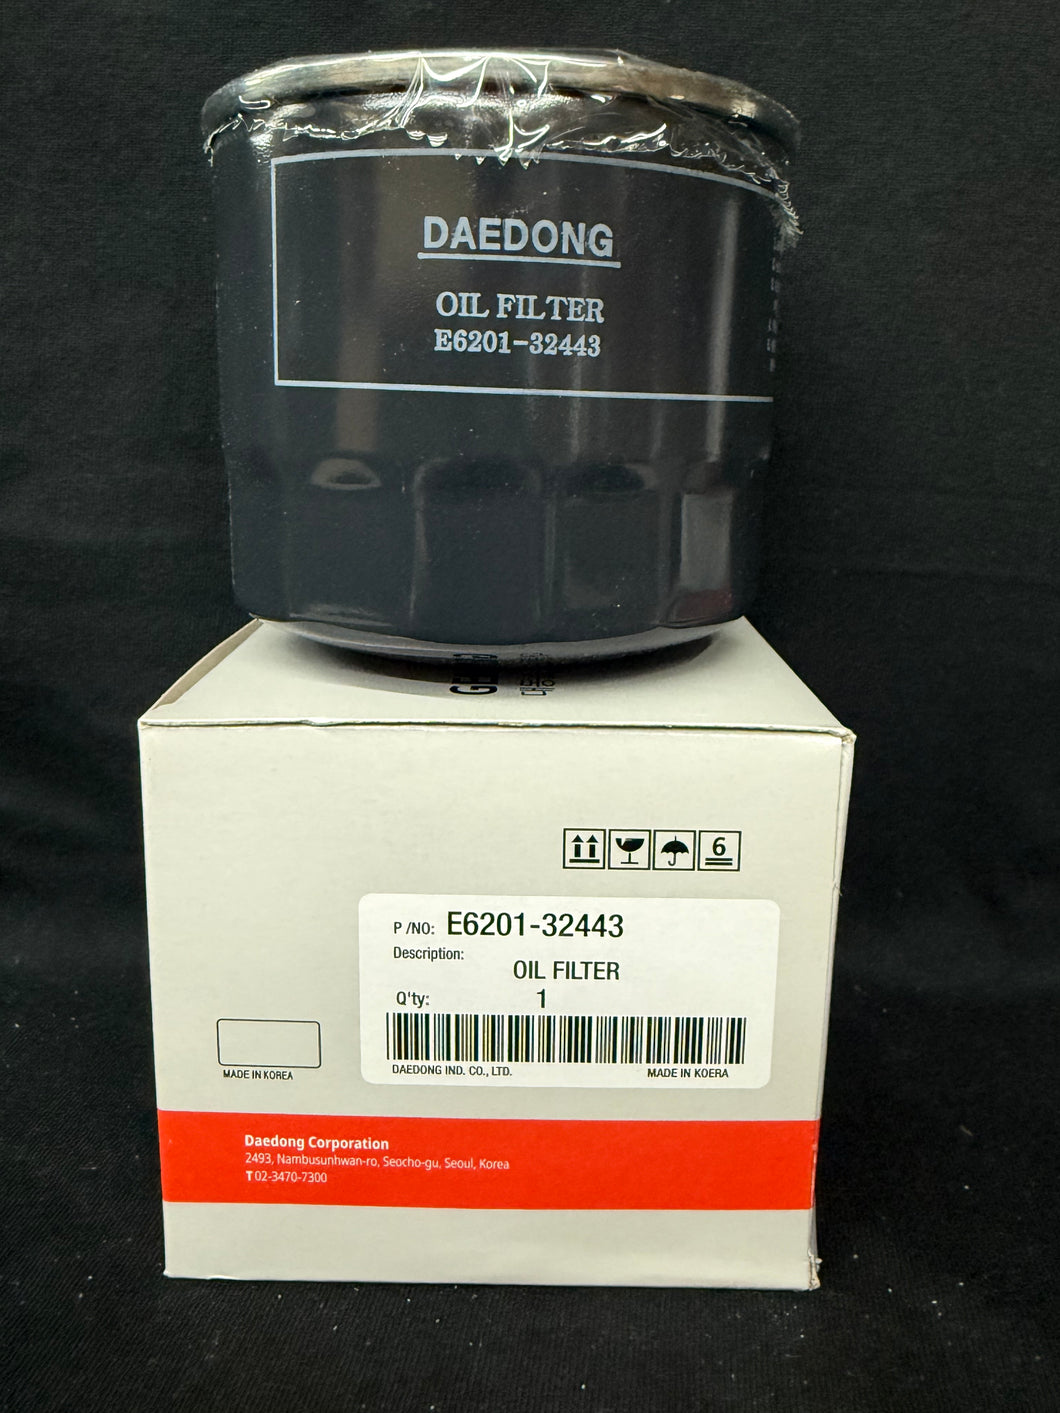 DAEDONG
OIL FILTER
E6201-32443
6
P /NO: E6201-32443
Description:
OIL FILTER
Q'ty: 1
DAEDONG IND. CO., LTD. MADE IN KOERA
MADE IN KOREA
Daedong Corporation
2493, Nambusunhwan-ro, Seocho-gu, Seoul, Korea
T 02-3470-7300